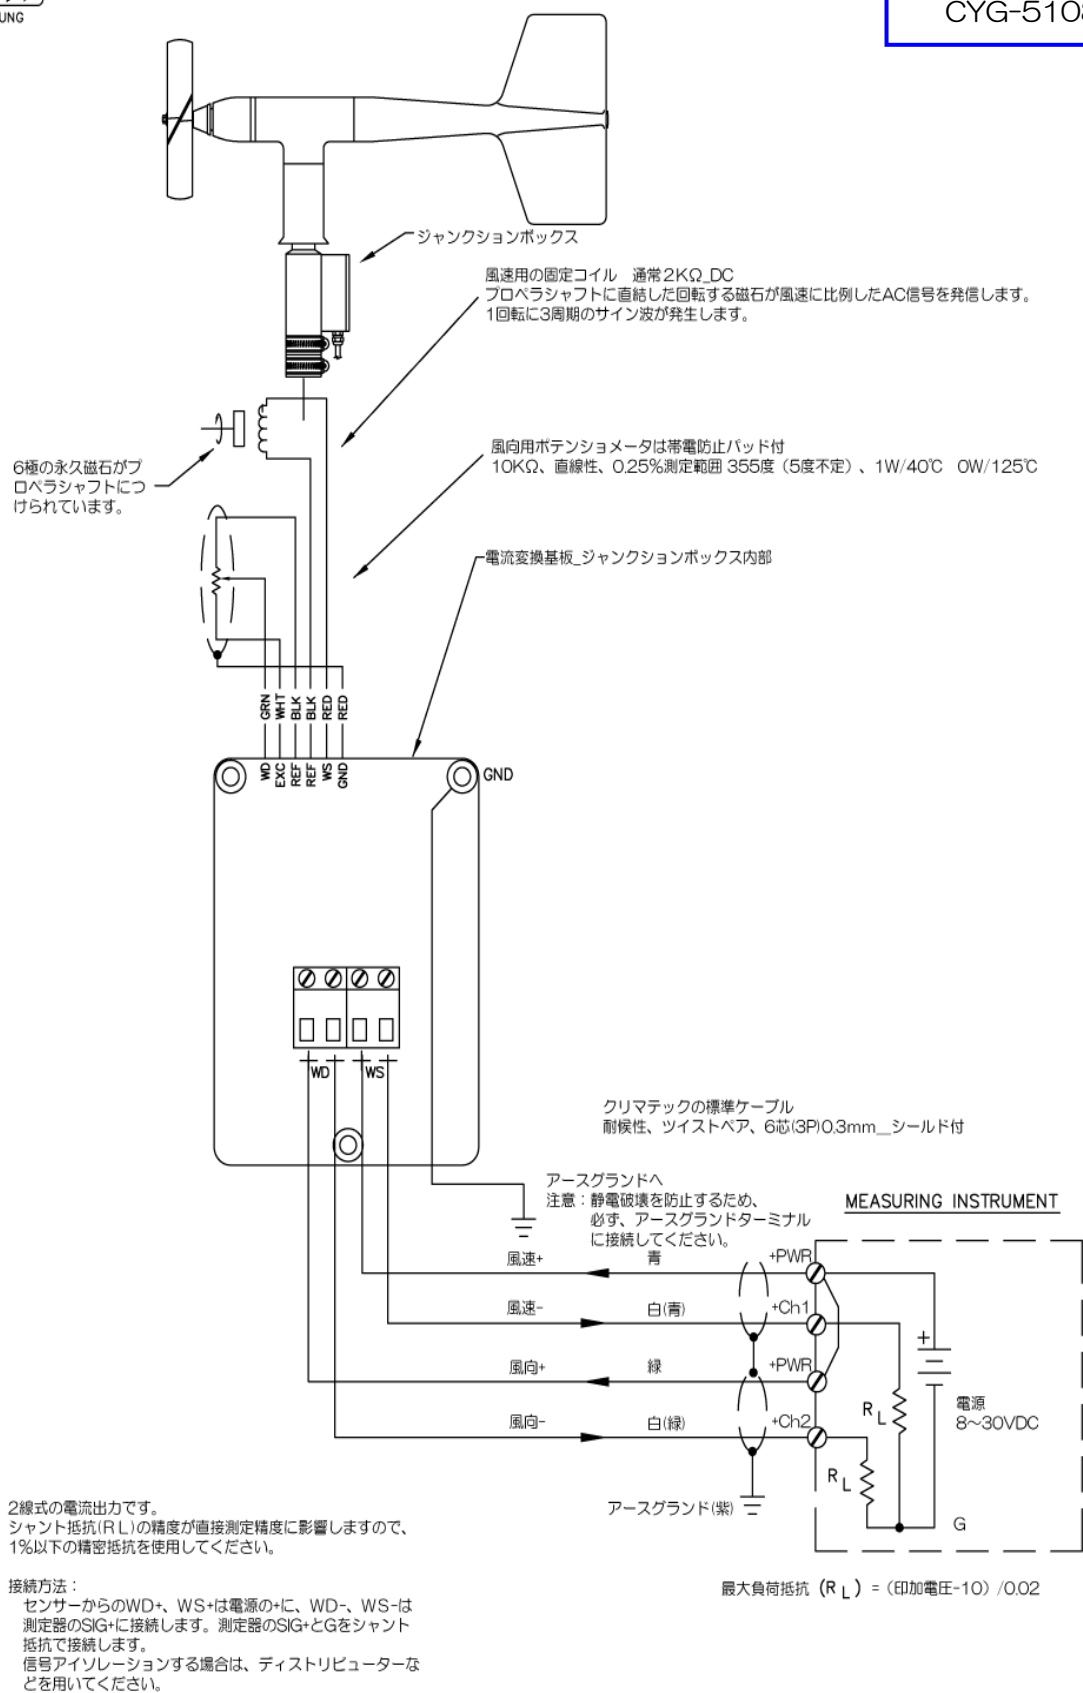 UNG
CYG-5108
ジャンクションボックス
風速用の固定コイル 通常2KΩ_DC
プロペラシャフトに直結した回転する磁石が風速に比例したAC信号を発信します。
1回転に3周期のサイン波が発生します。
6極の永久磁石がプ
ロペラシャフトにつ
けられています。
風向用ポテンショメータは帯電防止パッド付
10KΩ、直線性、0.25%測定範囲 355度（5度不定）、1W/40℃ 0W/125℃
電流変換基板_ジャンクションボックス内部
GRN
WHT
BLK
BLK
RED
RED
WD
EXC
REF
REF
WS
GND
GND
WD
WS
クリマテックの標準ケーブル
耐候性、ツイストペア、6芯(3P)0.3mm__シールド付
アースグランドへ
注意：静電破壊を防止するため、
必ず、アースグランドターミナル
に接続してください。
MEASURING INSTRUMENT
風速+ 青 +PWR
風速- 白(青) +Ch1
風向+ 緑 +PWR
風向- 白(緑) +Ch2
+
電源
8~30VDC
RL
RL
G
アースグランド(紫)
最大負荷抵抗 (RL) = (印加電圧-10) /0.02
2線式の電流出力です。
シャント抵抗(RL)の精度が直接測定精度に影響しますので、
1%以下の精密抵抗を使用してください。
接続方法：
センサーからのWD+、WS+は電源の+に、WD-、WS-は
測定器のSIG+に接続します。測定器のSIG+とGをシャント
抵抗で接続します。
信号アイソレーションする場合は、ディストリビューターな
どを用いてください。